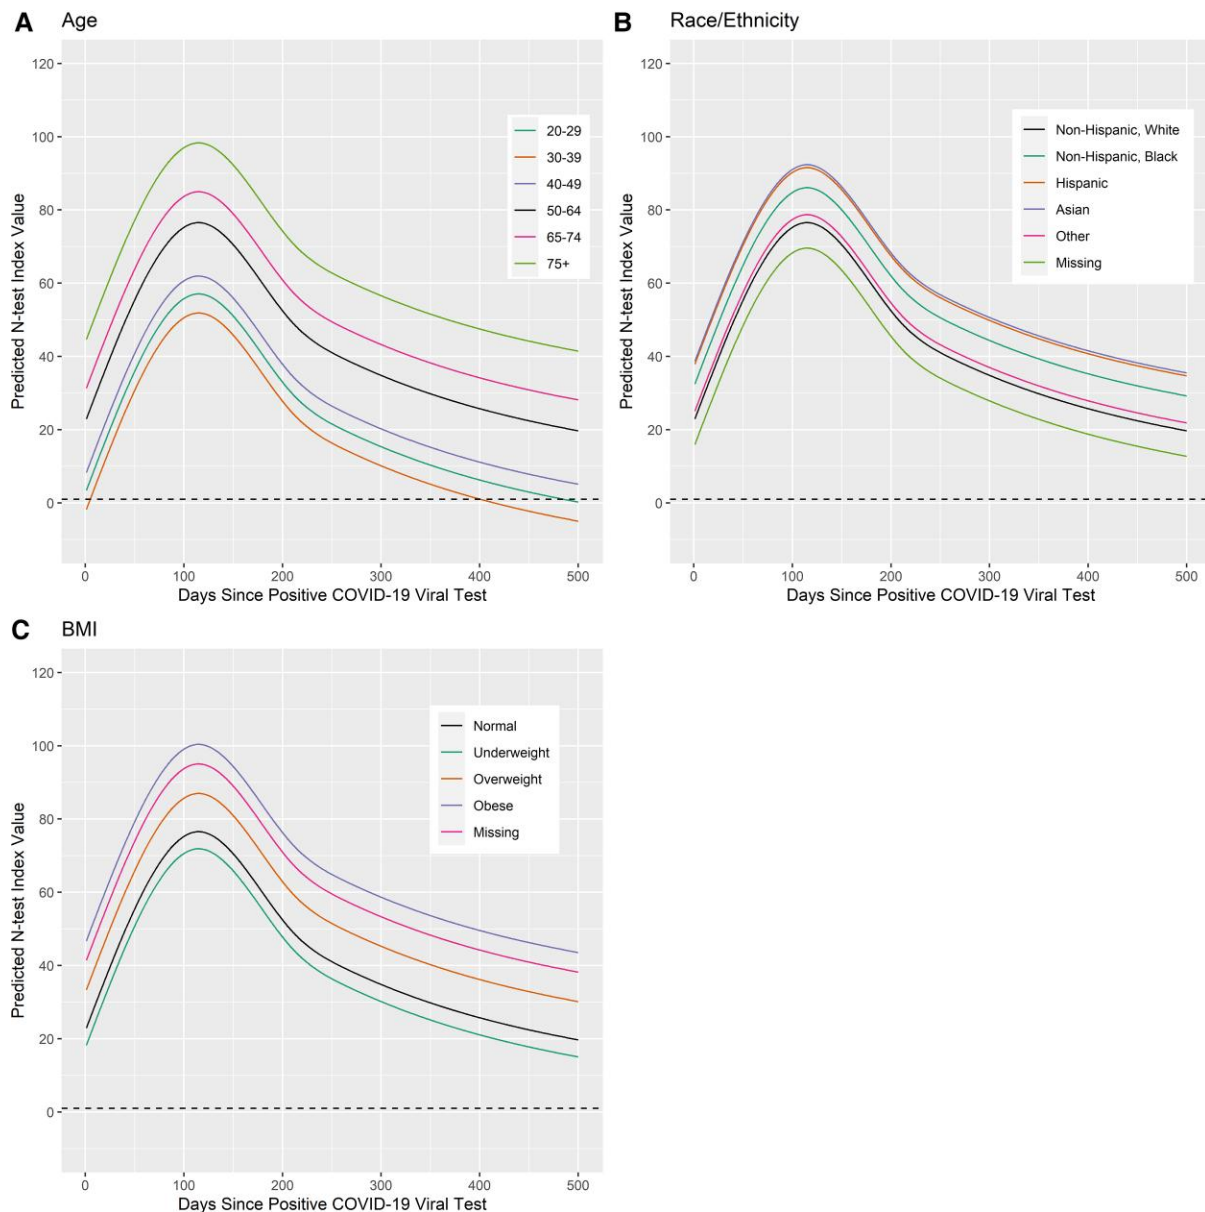 A Age
Predicted N-test Index Value
120
100
80
60
40
20
0
20-29
30-39
40-49
50-64
65-74
75+
0 100 200 300 400 500
Days Since Positive COVID-19 Viral Test
B Race/Ethnicity
Predicted N-test Index Value
120
100
80
60
40
20
0
Non-Hispanic, White
Non-Hispanic, Black
Hispanic
Asian
Other
Missing
0 100 200 300 400 500
Days Since Positive COVID-19 Viral Test
C BMI
Predicted N-test Index Value
120
100
80
60
40
20
0
Normal
Underweight
Overweight
Obese
Missing
0 100 200 300 400 500
Days Since Positive COVID-19 Viral Test